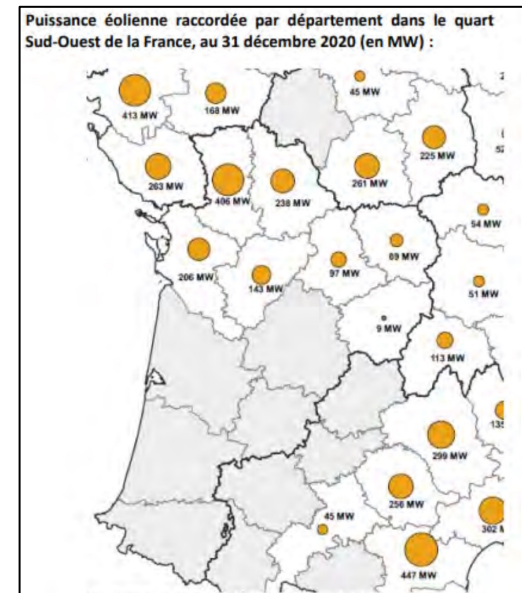 Puissance éolienne raccordée par département dans le quart
Sud-Ouest de la France, au 31 décembre 2020 (en MW) :
413 MW
168 MW
45 MW
225 MW
263 MW
406 MW
238 MW
261 MW
54 MW
206 MW
143 MW
97 MW
69 MW
51 MW
9 MW
113 MW
299 MW
256 MW
45 MW
447 MW